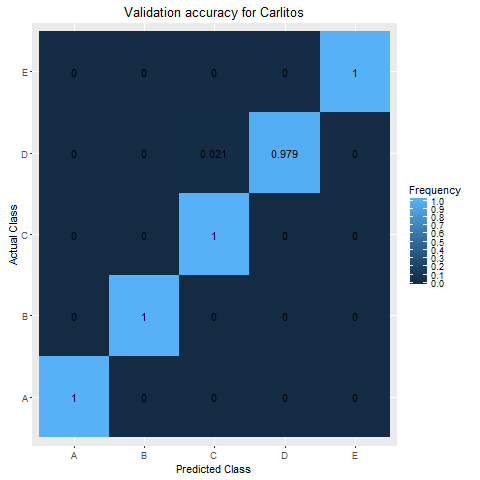 Validation accuracy for Carlitos
E 0 0 0 0 1
D 0 0 0.021 0.979 0
C 0 0 1 0 0
B 0 1 0 0 0
A 1 0 0 0 0
A B C D E
Predicted Class
Actual Class
Frequency
1.0
0.9
0.8
0.7
0.6
0.5
0.4
0.3
0.2
0.1
0.0